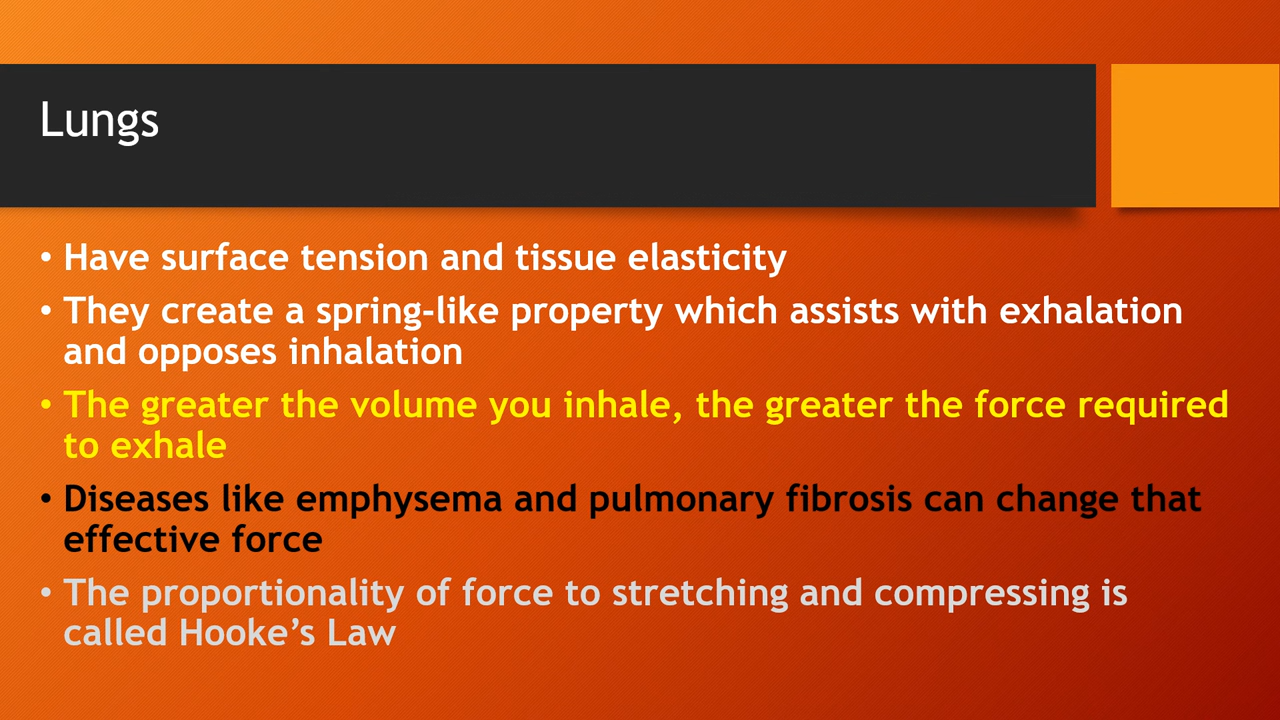 Lungs
• Have surface tension and tissue elasticity
• They create a spring-like property which assists with exhalation
and opposes inhalation
• The greater the volume you inhale, the greater the force required
to exhale
• Diseases like emphysema and pulmonary fibrosis can change that
effective force
• The proportionality of force to stretching and compressing is
called Hooke’s Law